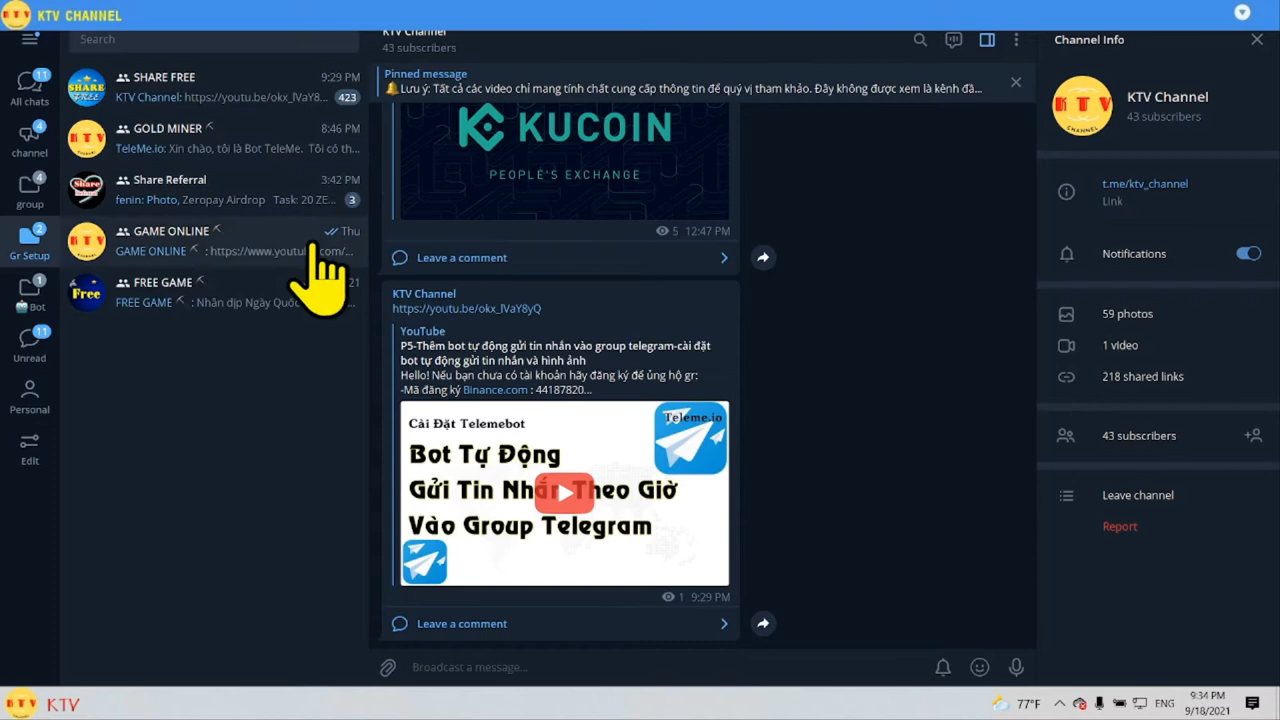 KTV CHANNEL
Search
KTV Channel
43 subscribers
Channel Info
11
All chats
4
channel
4
group
2
Gr Setup
1
Bot
11
Unread
Personal
Edit
SHARE FREE 9:29 PM
KTV Channel: https://youtu.be/okx_lVaY8... 423
GOLD MINER 8:46 PM
TeleMe.io: Xin chào, tôi là Bot TeleMe. Tôi có th...
Share Referral 3:42 PM
fenin: Photo, Zeropay Airdrop Task: 20 ZE... 3
GAME ONLINE Thu
GAME ONLINE : https://www.youtu .com/...
FREE GAME 21
FREE GAME : Nhân dịp Ngày Quốc ...
Pinned message
Lưu ý: Tất cả các video chỉ mang tính chất cung cấp thông tin để quý vị tham khảo. Đây không được xem là kênh đã...
KUCOIN
PEOPLE'S EXCHANGE
5 12:47 PM
Leave a comment
KTV Channel
https://youtu.be/okx_lVaY8yQ
YouTube
P5-Thêm bot tự động gửi tin nhắn vào group telegram-cài đặt
bot tự động gửi tin nhắn và hình ảnh
Hello! Nếu bạn chưa có tài khoản hãy đăng ký để ủng hộ gr:
-Mã đăng ký Binance.com : 44187820...
Cài Đặt Telemebot
Teleme.io
Bot Tự Động
Gửi Tin Nhắn Theo Giờ
Vào Group Telegram
1 9:29 PM
Leave a comment
Broadcast a message...
KTV
CHANNEL
KTV Channel
43 subscribers
t.me/ktv_channel
Link
Notifications
59 photos
1 video
218 shared links
43 subscribers
Leave channel
Report
KTV
77°F
ENG
9:34 PM
9/18/2021